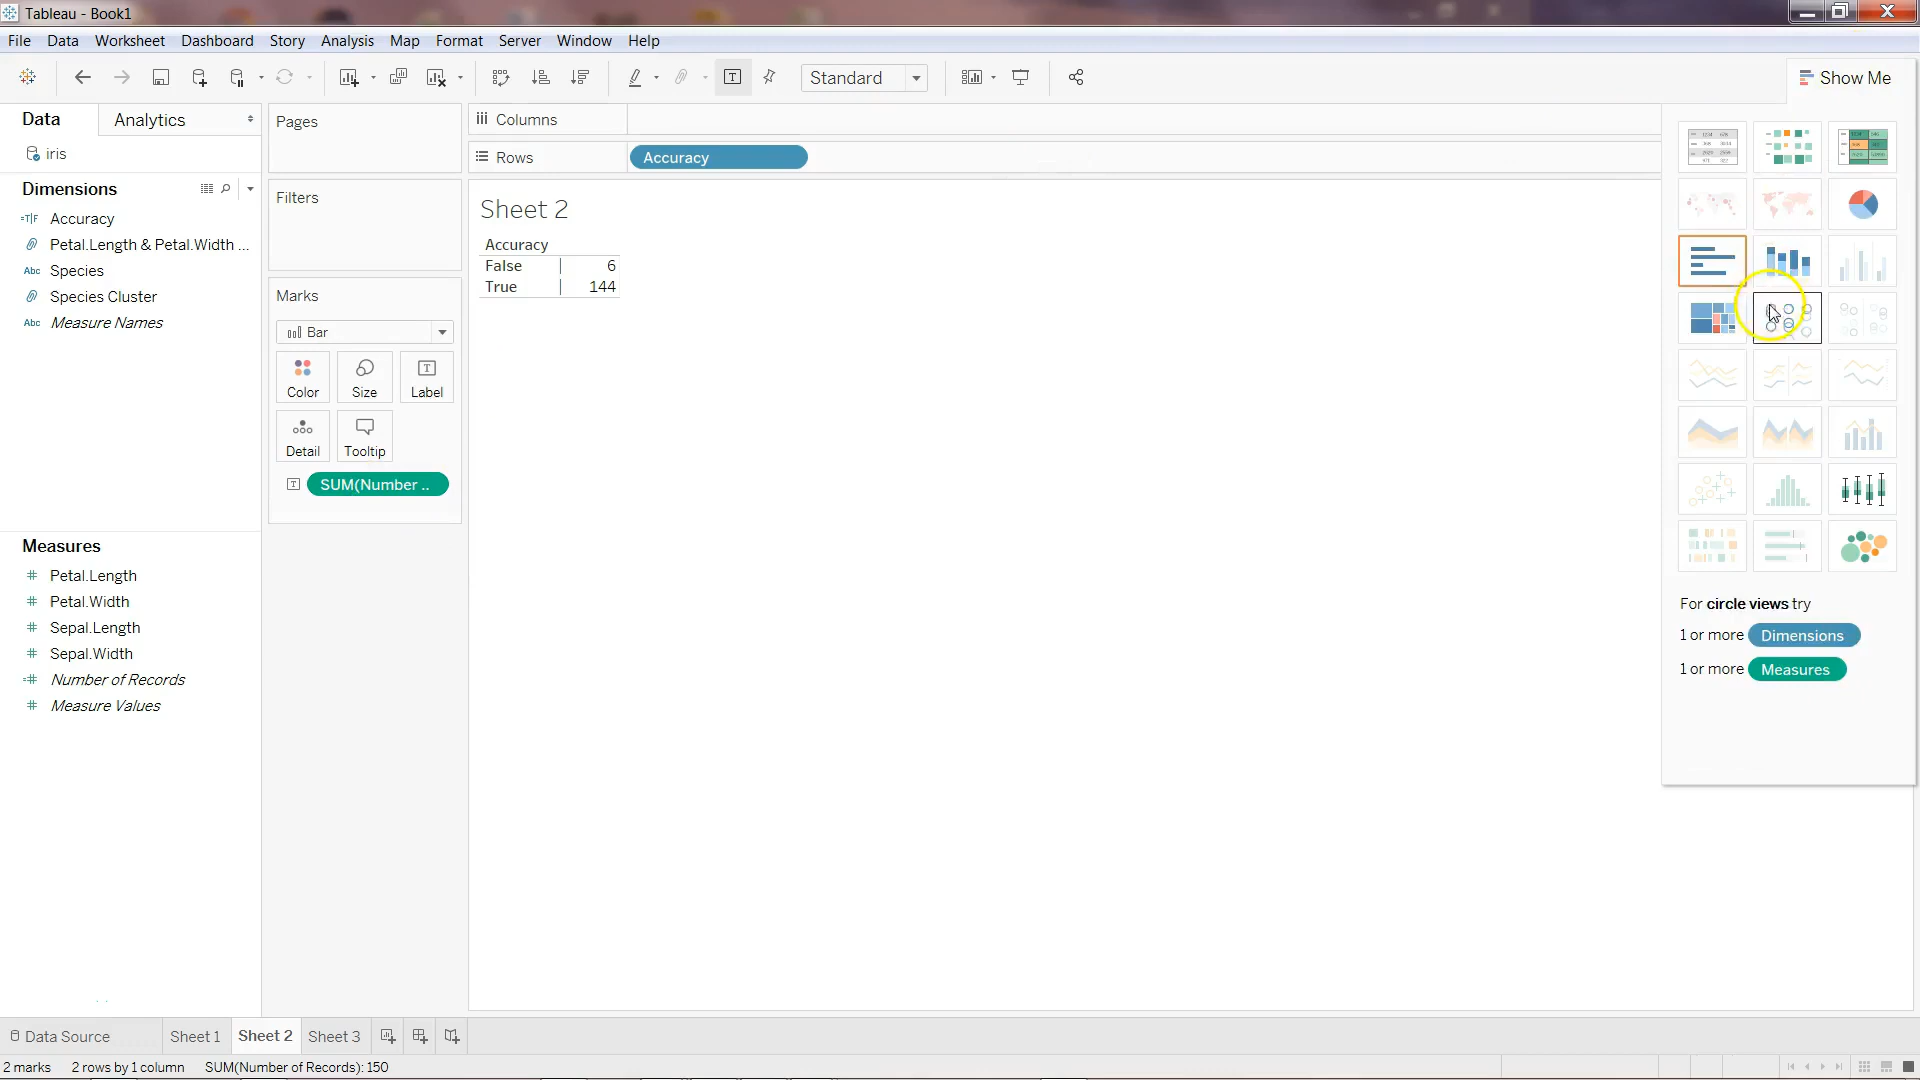 Tableau - Book1
File Data Worksheet Dashboard Story Analysis Map Format Server Window Help
Standard
Show Me
Data Analytics
iris
Dimensions
Accuracy
Petal.Length & Petal.Width ...
Abc Species
Species Cluster
Abc Measure Names
Measures
Petal.Length
Petal.Width
Sepal.Length
Sepal.Width
Number of Records
Measure Values
Pages
Filters
Marks
Bar
Color Size Label
Detail Tooltip
SUM(Number ..
Columns
Rows Accuracy
Sheet 2
Accuracy
False 6
True 144
For circle views try
1 or more Dimensions
1 or more Measures
Data Source Sheet 1 Sheet 2 Sheet 3
2 marks 2 rows by 1 column SUM(Number of Records): 150